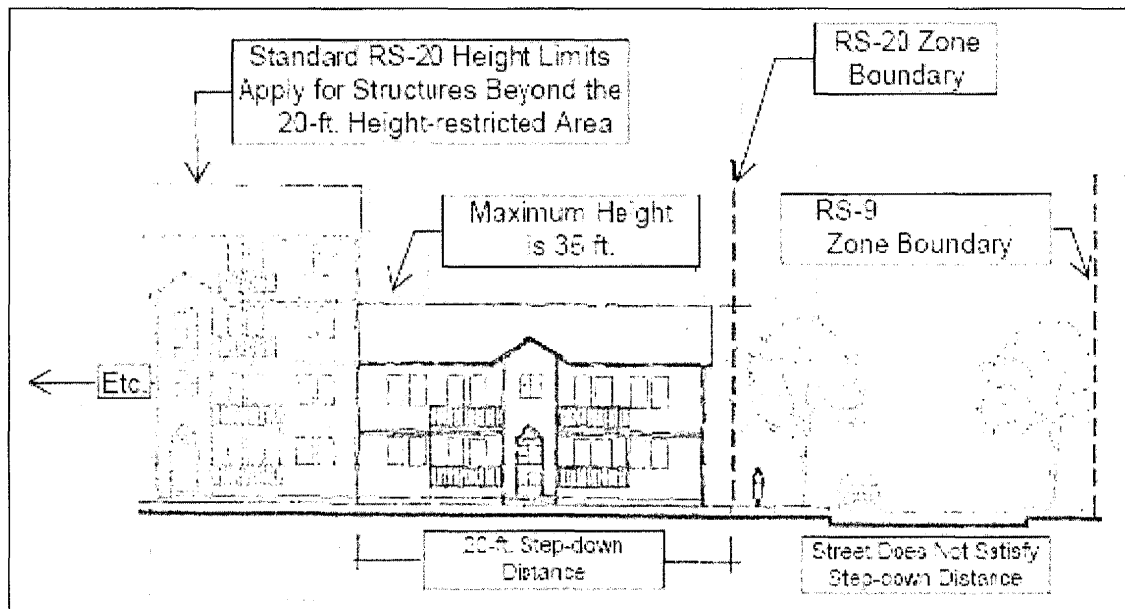 Standard RS-20 Height Limits
Apply for Structures Beyond the
20-ft. Height-restricted Area
RS-20 Zone
Boundary
Maximum Height
is 35 ft.
RS-9
Zone Boundary
Etc.
20-ft. Step-down
Distance
Street Does Not Satisfy
Step-down Distance